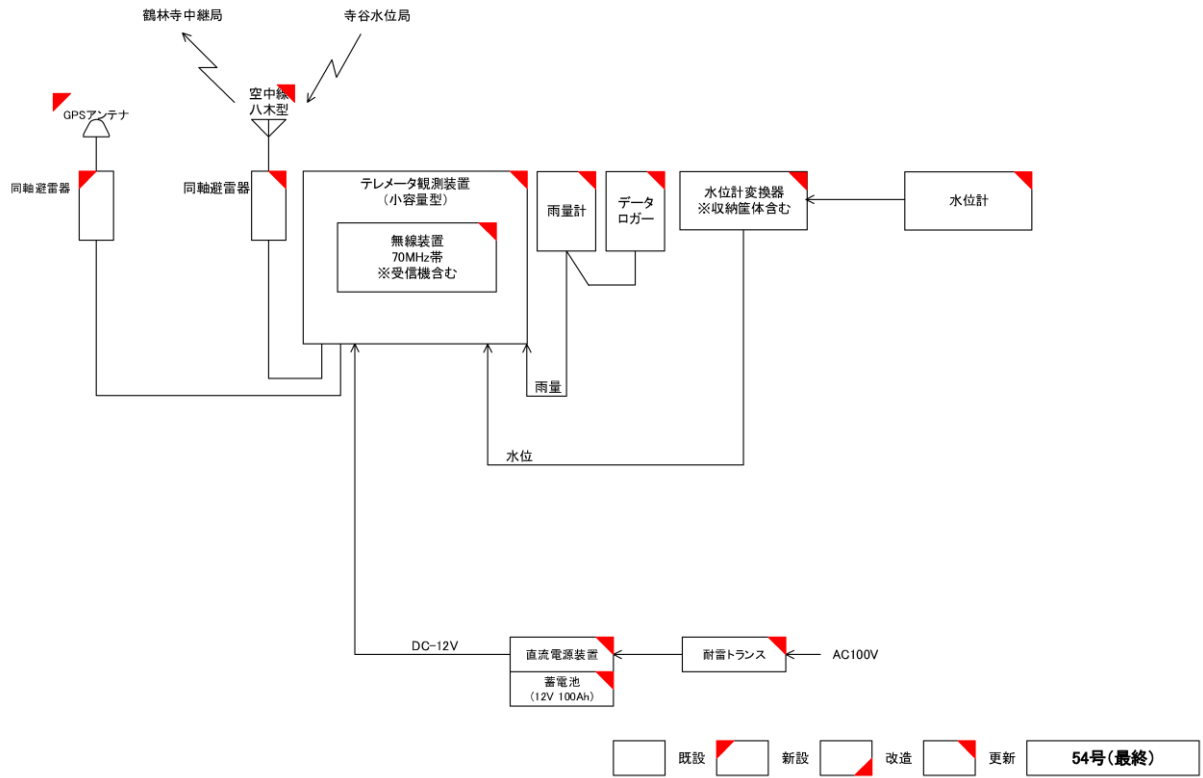 鶴林寺中継局
寺谷水位局
空中線
八木型
GPSアンテナ
同軸避雷器
同軸避雷器
テレメータ観測装置
(小容量型)
無線装置
70MHz帯
※受信機含む
雨量計
データ
ロガー
水位計変換器
※収納筐体含む
水位計
雨量
水位
DC-12V
直流電源装置
蓄電池
(12V 100Ah)
耐雷トランス
AC100V
既設
新設
改造
更新
54号(最終)